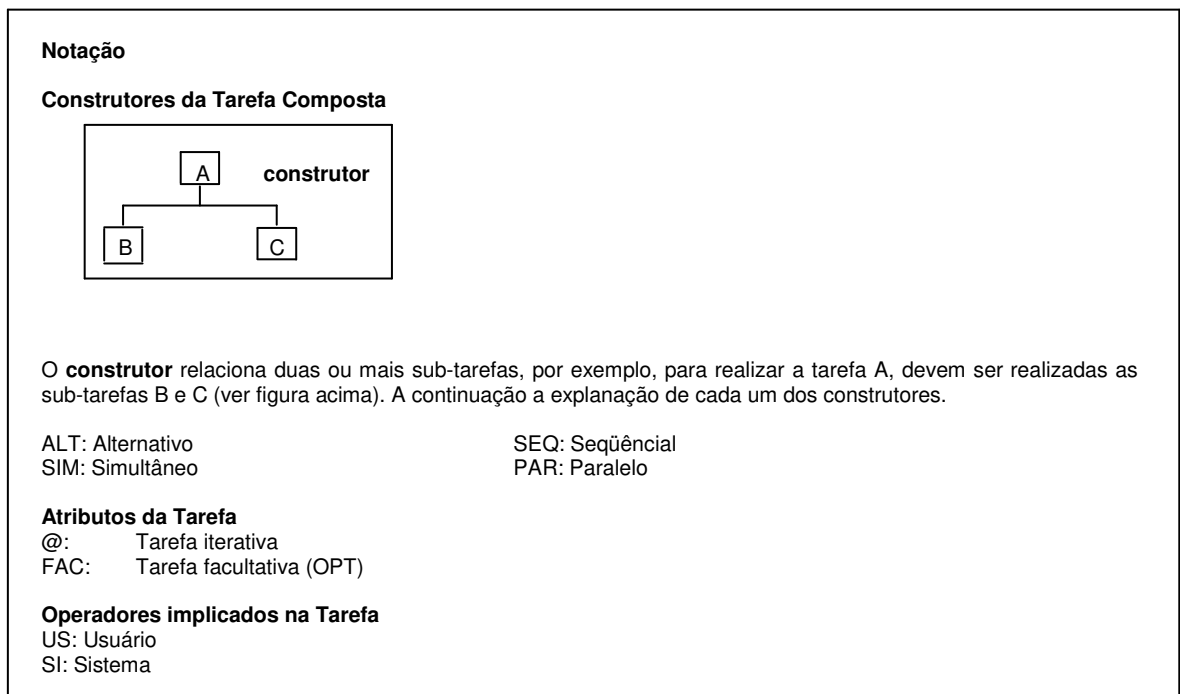 Notação
Construtores da Tarefa Composta
A construtor
B C
O construtor relaciona duas ou mais sub-tarefas, por exemplo, para realizar a tarefa A, devem ser realizadas as
sub-tarefas B e C (ver figura acima). A continuação a explanação de cada um dos construtores.
ALT: Alternativo SEQ: Seqüêncial
SIM: Simultâneo PAR: Paralelo
Atributos da Tarefa
@: Tarefa iterativa
FAC: Tarefa facultativa (OPT)
Operadores implicados na Tarefa
US: Usuário
SI: Sistema